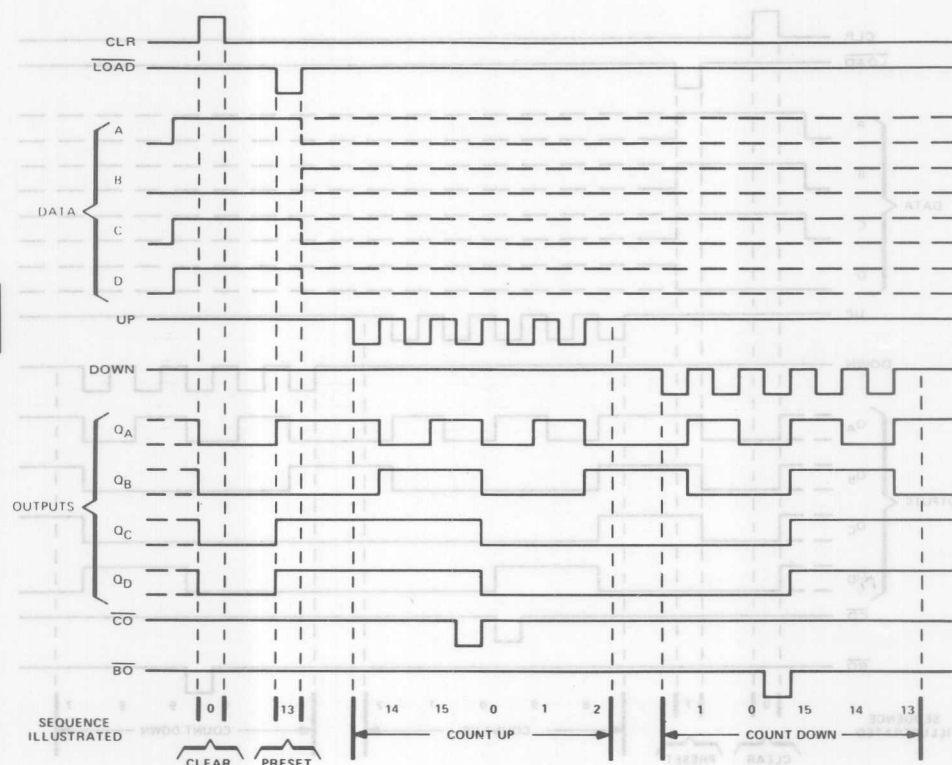 CLR
LOAD
A
B
DATA
C
D
UP
DOWN
QA
QB
OUTPUTS
QC
QD
CO
BO
0 13 14 15 0 1 2 1 0 15 14 13
SEQUENCE
ILLUSTRATED
COUNT UP COUNT DOWN
CLEAR PRESET